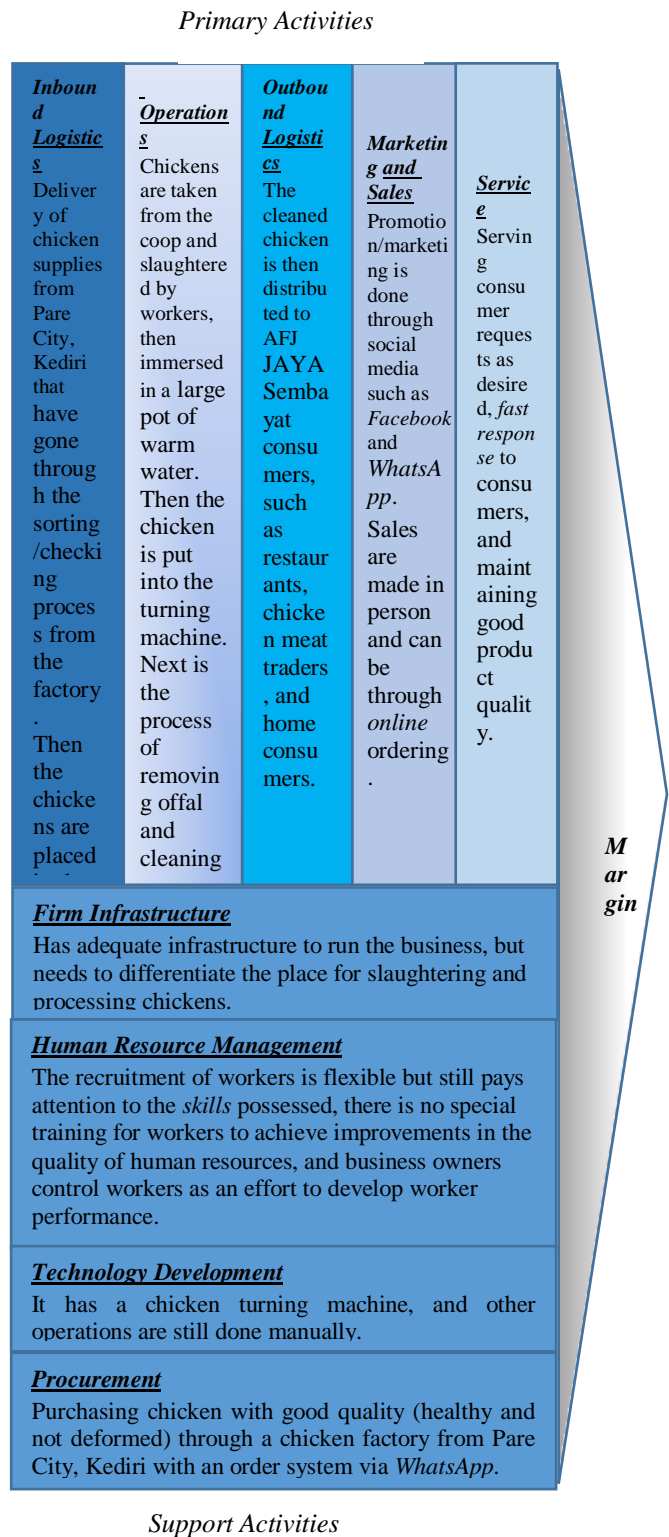 Primary Activities
Inboun
d
Logistic
s
Deliver
y of
chicken
supplies
from
Pare
City,
Kediri
that
have
gone
throug
h the
sorting
/checki
ng
proces
s from
the
factory
.
Then
the
chicke
ns are
placed
Operation
s
Chickens
are taken
from the
coop and
slaughtere
d by
workers,
then
immersed
in a large
pot of
warm
water.
Then the
chicken
is put
into the
turning
machine.
Next is
the
process
of
removin
g offal
and
cleaning
Outbou
nd
Logisti
cs
The
cleaned
chicken
is then
distribu
ted to
AFJ
JAYA
Semba
yat
consu
mers,
such
as
restaur
ants,
chicke
n meat
traders
, and
home
consu
mers.
Marketin
g and
Sales
Promotio
n/marketi
ng is
done
through
social
media
such as
Facebook
and
WhatsA
pp.
Sales
are
made in
person
and can
be
through
online
ordering
.
Servic
e
Servin
g
consu
mer
reques
ts as
desire
d, fast
respon
se to
consu
mers,
and
maint
aining
good
produ
ct
qualit
y.
M
ar
gin
Firm Infrastructure
Has adequate infrastructure to run the business, but
needs to differentiate the place for slaughtering and
processing chickens.
Human Resource Management
The recruitment of workers is flexible but still pays
attention to the skills possessed, there is no special
training for workers to achieve improvements in the
quality of human resources, and business owners
control workers as an effort to develop worker
performance.
Technology Development
It has a chicken turning machine, and other
operations are still done manually.
Procurement
Purchasing chicken with good quality (healthy and
not deformed) through a chicken factory from Pare
City, Kediri with an order system via WhatsApp.
Support Activities